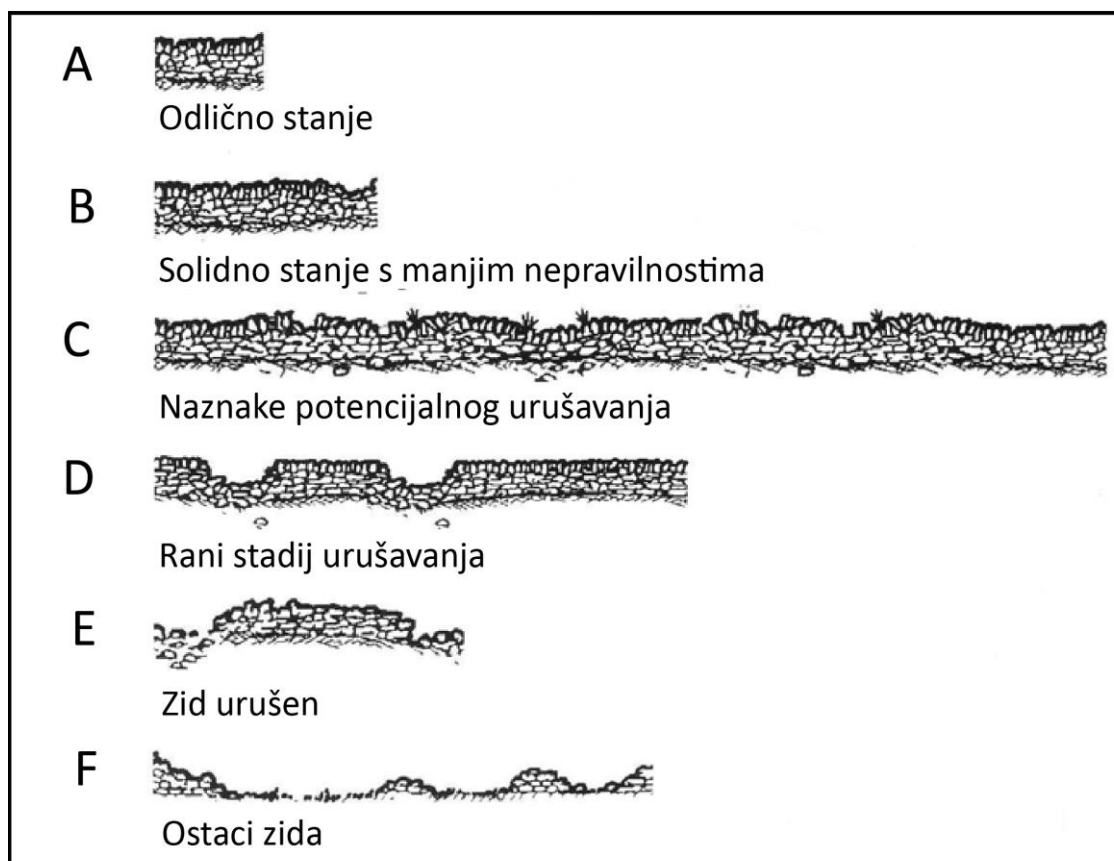 A
Odlično stanje
B
Solidno stanje s manjim nepravilnostima
C
Naznake potencijalnog urušavanja
D
Rani stadij urušavanja
E
Zid urušen
F
Ostaci zida